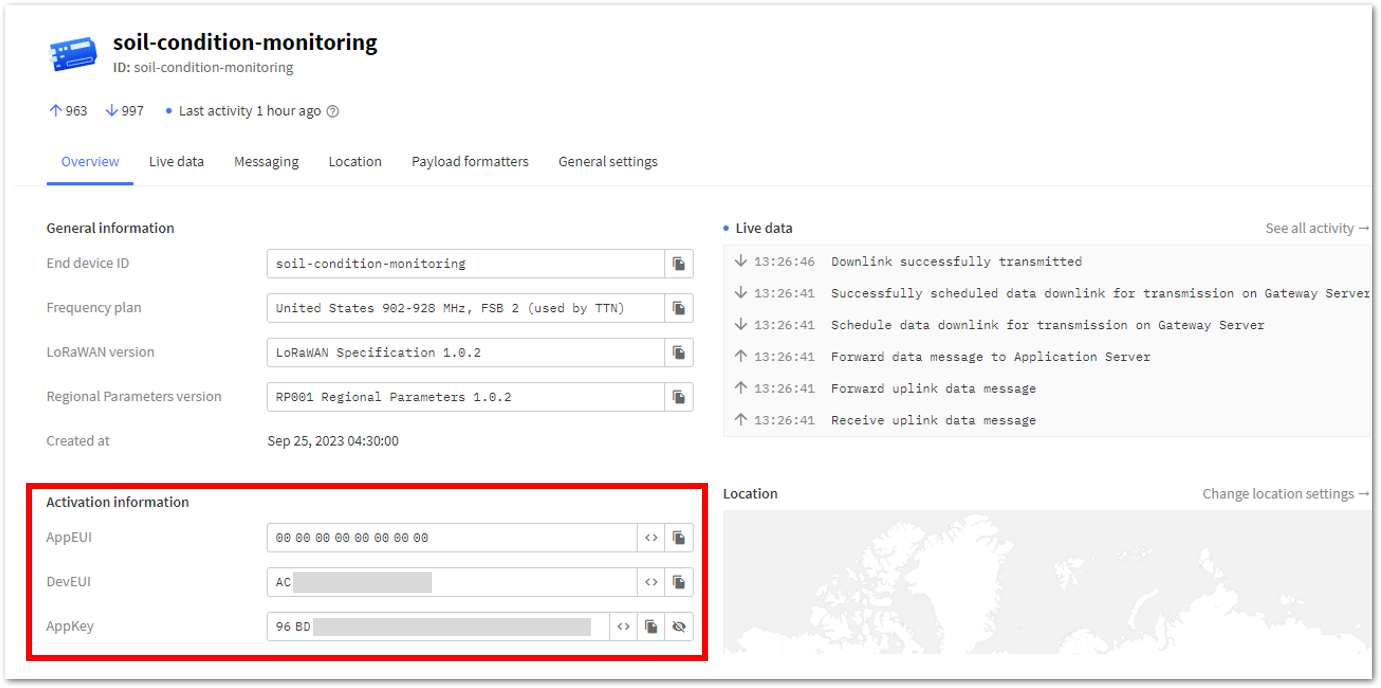 soil-condition-monitoring
ID: soil-condition-monitoring
963 997 Last activity 1 hour ago
Overview Live data Messaging Location Payload formatters General settings
General information
End device ID soil-condition-monitoring
Frequency plan United States 902-928 MHz, FSB 2 (used by TTN)
LoRaWAN version LoRaWAN Specification 1.0.2
Regional Parameters version RP001 Regional Parameters 1.0.2
Created at Sep 25, 2023 04:30:00
Activation information
AppEUI 00 00 00 00 00 00 00 00
DevEUI AC
AppKey 96 BD
Live data See all activity →
13:26:46 Downlink successfully transmitted
13:26:41 Successfully scheduled data downlink for transmission on Gateway Server
13:26:41 Schedule data downlink for transmission on Gateway Server
13:26:41 Forward data message to Application Server
13:26:41 Forward uplink data message
13:26:41 Receive uplink data message
Location Change location settings →